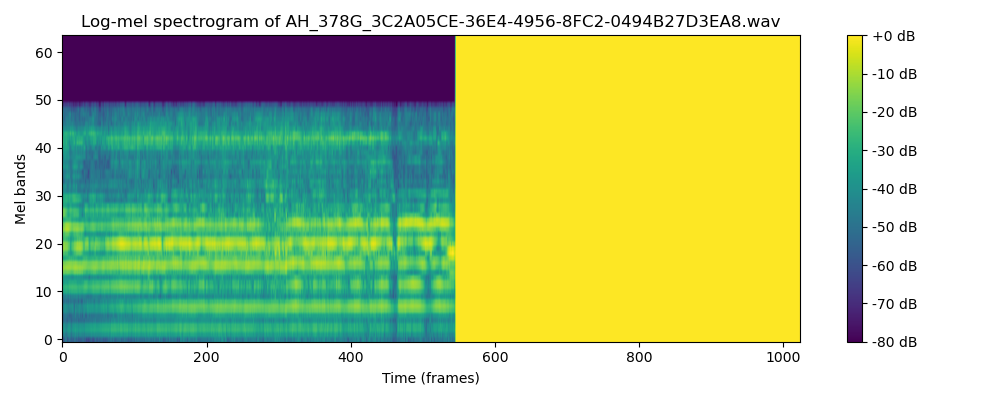 Log-mel spectrogram of AH_378G_3C2A05CE-36E4-4956-8FC2-0494B27D3EA8.wav
60
50
40
30
20
10
0
Mel bands
0 200 400 600 800 1000
Time (frames)
+0 dB
-10 dB
-20 dB
-30 dB
-40 dB
-50 dB
-60 dB
-70 dB
-80 dB